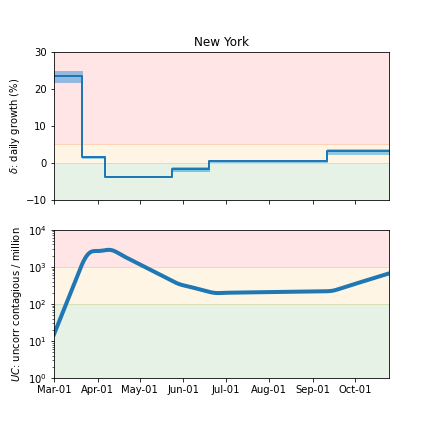 New York
30
20
10
0
−10
δ: daily growth (%)
10⁴
10³
10²
10¹
10⁰
UC: uncorr contagious / million
Mar-01 Apr-01 May-01 Jun-01 Jul-01 Aug-01 Sep-01 Oct-01